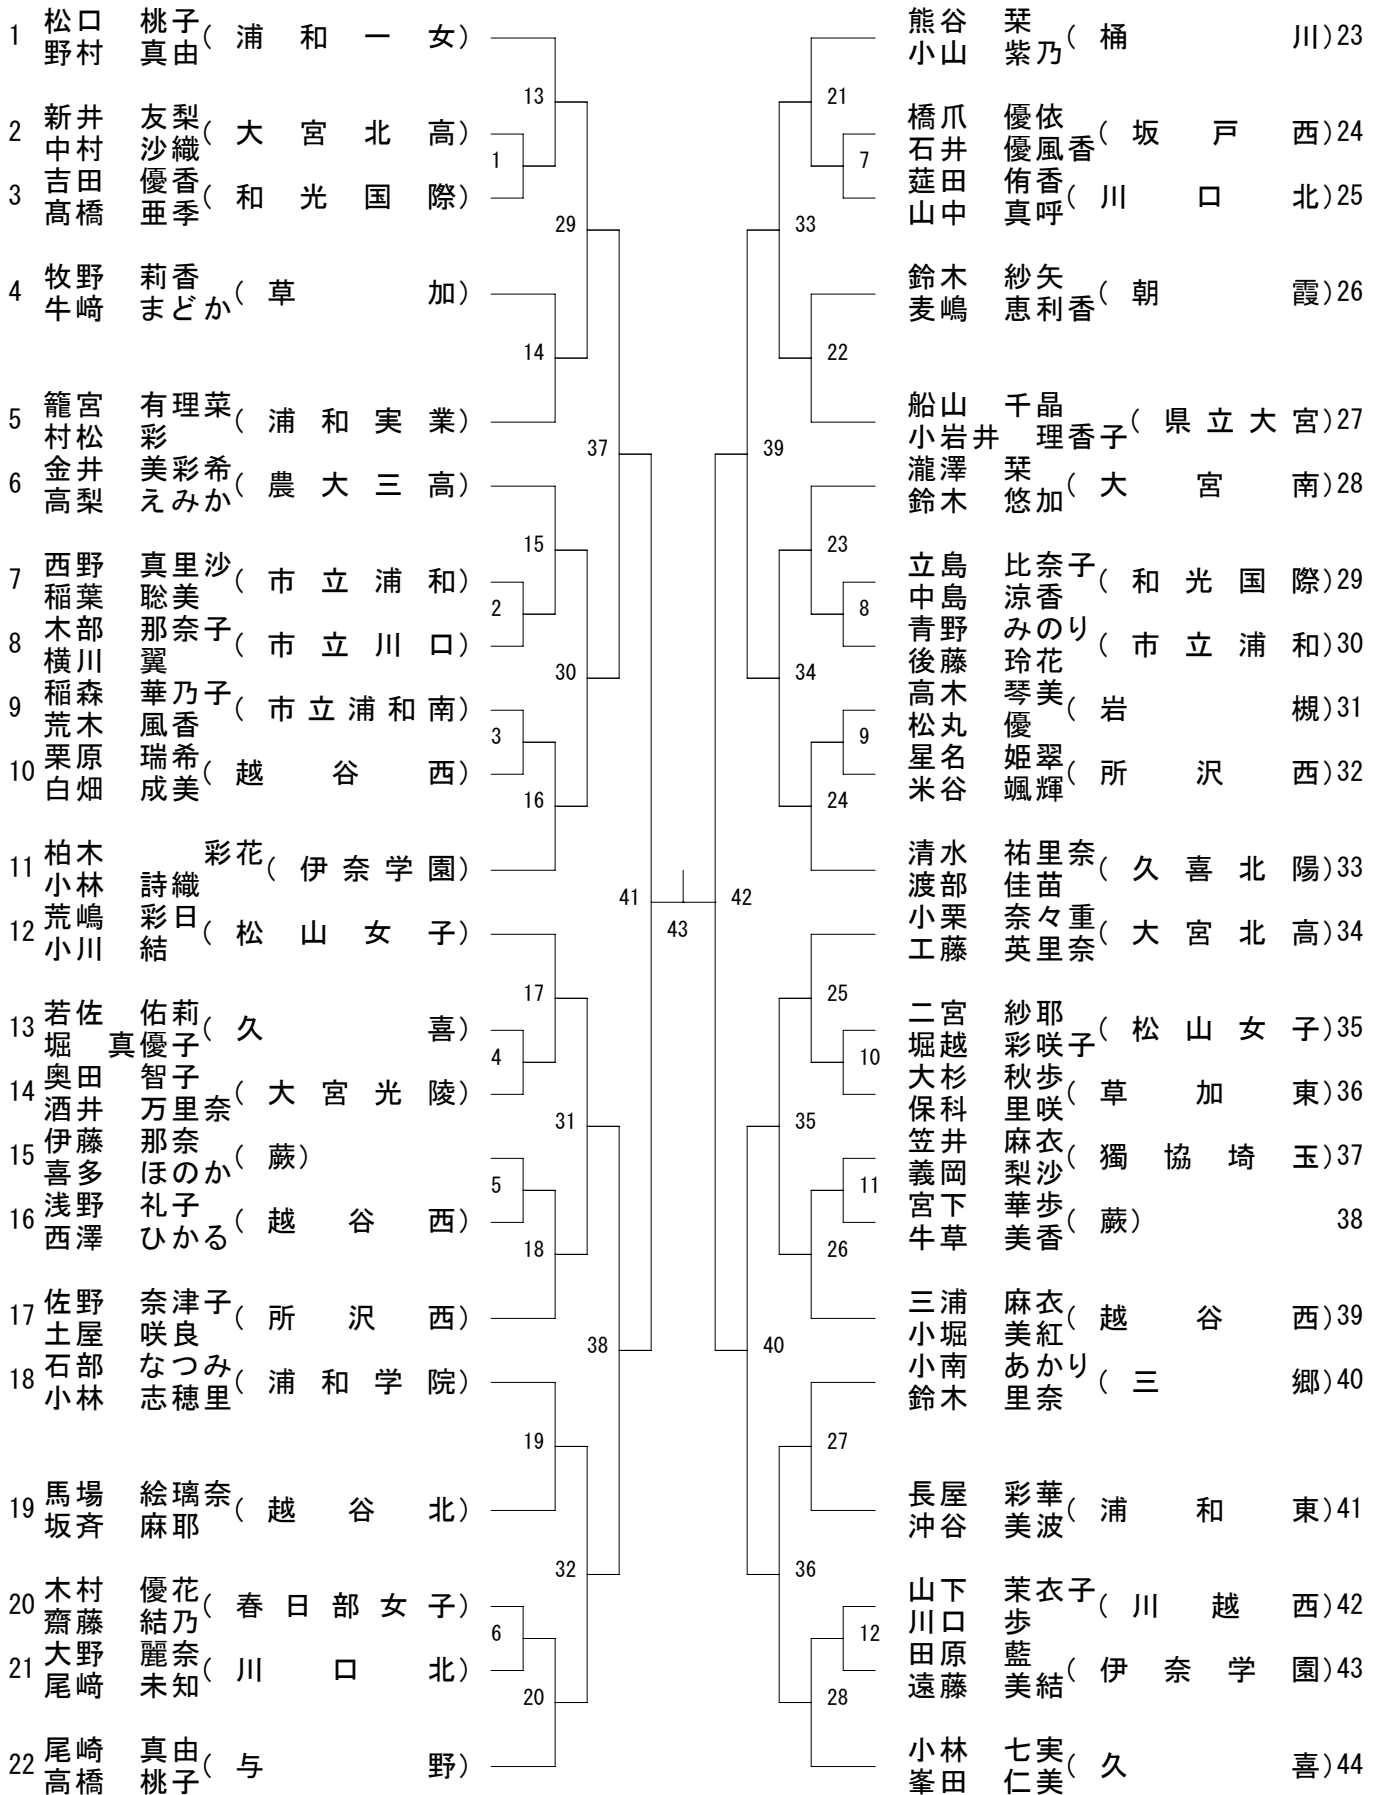 1 松口 桃子 野村 真由 (浦和一女)
2 新井 友梨 中村 沙織 (大宮北高)
3 吉田 優香 髙橋 亜季 (和光国際)
4 牧野 莉香 牛﨑 まどか (草加)
5 籠宮 有理菜 村松 彩 (浦和実業)
6 金井 美彩希 高梨 えみか (農大三高)
7 西野 真里沙 稲葉 聡美 (市立浦和)
8 木部 那奈子 横川 翼 (市立川口)
9 稲森 華乃子 荒木 風香 (市立浦和南)
10 栗原 瑞希 白畑 成美 (越谷西)
11 柏木 彩花 小林 詩織 (伊奈学園)
12 荒嶋 彩日 小川 結 (松山女子)
13 若佐 佑莉 堀 真優子 (久喜)
14 奥田 智子 酒井 万里奈 (大宮光陵)
15 伊藤 那奈 喜多 ほのか (蕨)
16 浅野 礼子 西澤 ひかる (越谷西)
17 佐野 奈津子 土屋 咲良 (所沢西)
18 石部 なつみ 小林 志穂里 (浦和学院)
19 馬場 絵璃奈 坂斉 麻耶 (越谷北)
20 木村 優花 齋藤 結乃 (春日部女子)
21 大野 麗奈 尾﨑 未知 (川口北)
22 尾崎 真由 高橋 桃子 (与野)
13
1
29
14
37
15
2
30
3
16
41
17
4
31
5
18
38
19
32
6
20
43
21
7
33
22
39
23
8
34
9
24
42
25
10
35
11
26
40
27
36
12
28
熊谷 栞 小山 紫乃 (桶川) 23
橋爪 優依 石井 優風香 (坂戸西) 24
莚田 侑香 山中 真呼 (川口北) 25
鈴木 紗矢 麦嶋 恵利香 (朝霞) 26
船山 千晶 小岩井 理香子 (県立大宮) 27
瀧澤 栞 鈴木 悠加 (大宮南) 28
立島 比奈子 中島 涼香 (和光国際) 29
青野 みのり 後藤 玲花 (市立浦和) 30
高木 琴美 松丸 優 (岩槻) 31
星名 姫翠 米谷 颯輝 (所沢西) 32
清水 祐里奈 渡部 佳苗 (久喜北陽) 33
小栗 奈々重 工藤 英里奈 (大宮北高) 34
二宮 紗耶 堀越 彩咲子 (松山女子) 35
大杉 秋歩 保科 里咲 (草加東) 36
笠井 麻衣 義岡 梨沙 (獨協埼玉) 37
宮下 華歩 牛草 美香 (蕨) 38
三浦 麻衣 小堀 美紅 (越谷西) 39
小南 あかり 鈴木 里奈 (三郷) 40
長屋 彩華 沖谷 美波 (浦和東) 41
山下 茉衣子 川口 歩 (川越西) 42
田原 藍 遠藤 美結 (伊奈学園) 43
小林 七実 峯田 仁美 (久喜) 44